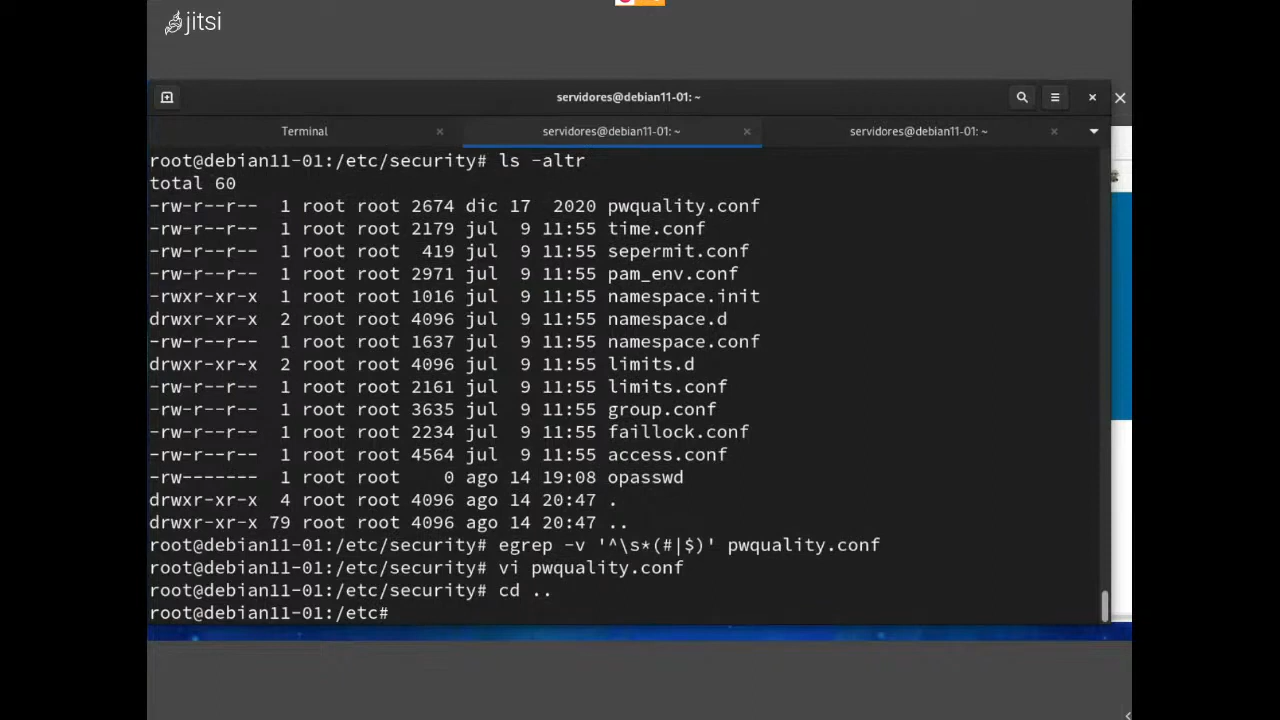 jitsi
servidores@debian11-01: ~
Terminal
servidores@debian11-01: ~
servidores@debian11-01: ~
root@debian11-01:/etc/security# ls -altr
total 60
-rw-r--r-- 1 root root 2674 dic 17 2020 pwquality.conf
-rw-r--r-- 1 root root 2179 jul 9 11:55 time.conf
-rw-r--r-- 1 root root 419 jul 9 11:55 sepermit.conf
-rw-r--r-- 1 root root 2971 jul 9 11:55 pam_env.conf
-rwxr-xr-x 1 root root 1016 jul 9 11:55 namespace.init
drwxr-xr-x 2 root root 4096 jul 9 11:55 namespace.d
-rw-r--r-- 1 root root 1637 jul 9 11:55 namespace.conf
drwxr-xr-x 2 root root 4096 jul 9 11:55 limits.d
-rw-r--r-- 1 root root 2161 jul 9 11:55 limits.conf
-rw-r--r-- 1 root root 3635 jul 9 11:55 group.conf
-rw-r--r-- 1 root root 2234 jul 9 11:55 faillock.conf
-rw-r--r-- 1 root root 4564 jul 9 11:55 access.conf
-rw------- 1 root root 0 ago 14 19:08 opasswd
drwxr-xr-x 4 root root 4096 ago 14 20:47 .
drwxr-xr-x 79 root root 4096 ago 14 20:47 ..
root@debian11-01:/etc/security# egrep -v '^\s*(#|$)' pwquality.conf
root@debian11-01:/etc/security# vi pwquality.conf
root@debian11-01:/etc/security# cd ..
root@debian11-01:/etc#